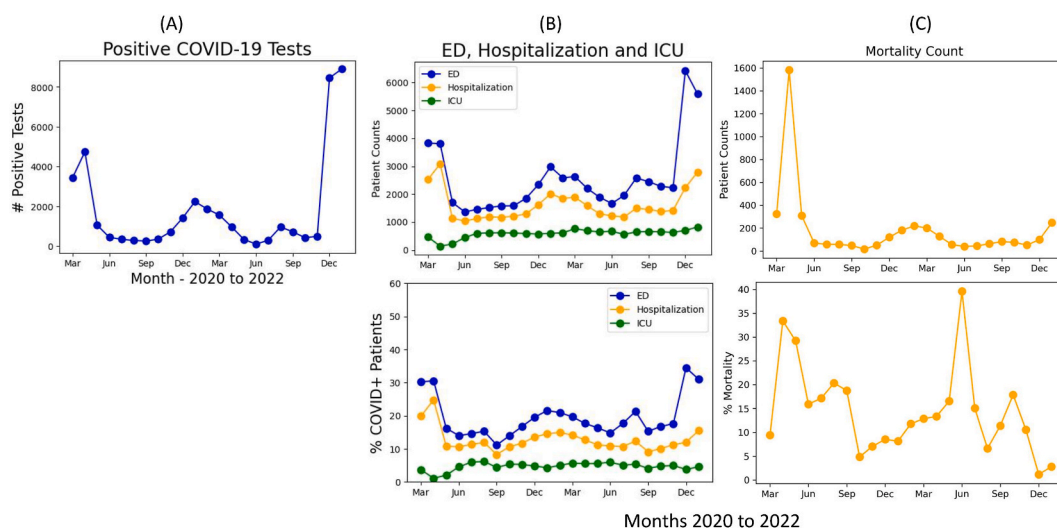 (A)
Positive COVID-19 Tests
# Positive Tests
8000
6000
4000
2000
0
Mar Jun Sep Dec Mar Jun Sep Dec
Month - 2020 to 2022
(B)
ED, Hospitalization and ICU
Patient Counts
6000
5000
4000
3000
2000
1000
0
ED
Hospitalization
ICU
Mar Jun Sep Dec Mar Jun Sep Dec
% COVID+ Patients
60
50
40
30
20
10
0
ED
Hospitalization
ICU
Mar Jun Sep Dec Mar Jun Sep Dec
(C)
Mortality Count
Patient Counts
1600
1400
1200
1000
800
600
400
200
0
Mar Jun Sep Dec Mar Jun Sep Dec
% Mortality
40
35
30
25
20
15
10
5
0
Mar Jun Sep Dec Mar Jun Sep Dec
Months 2020 to 2022